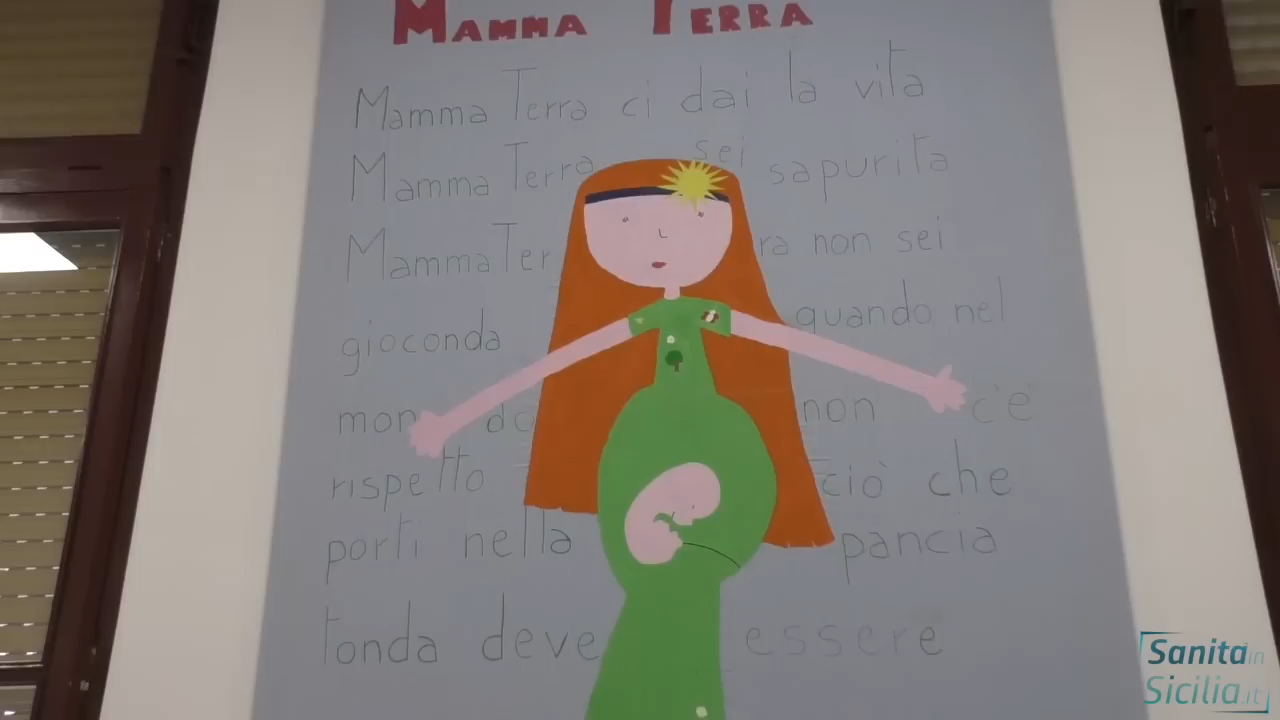 MAMMA TERRA
Mamma Terra ci dai la vita
Mamma Terra sei sapurita
Mamma Ter ra non sei
gioconda quando nel
mon do non c'è
rispetto ciò che
porti nella pancia
tonda deve essere
Sanita in
Sicilia.it